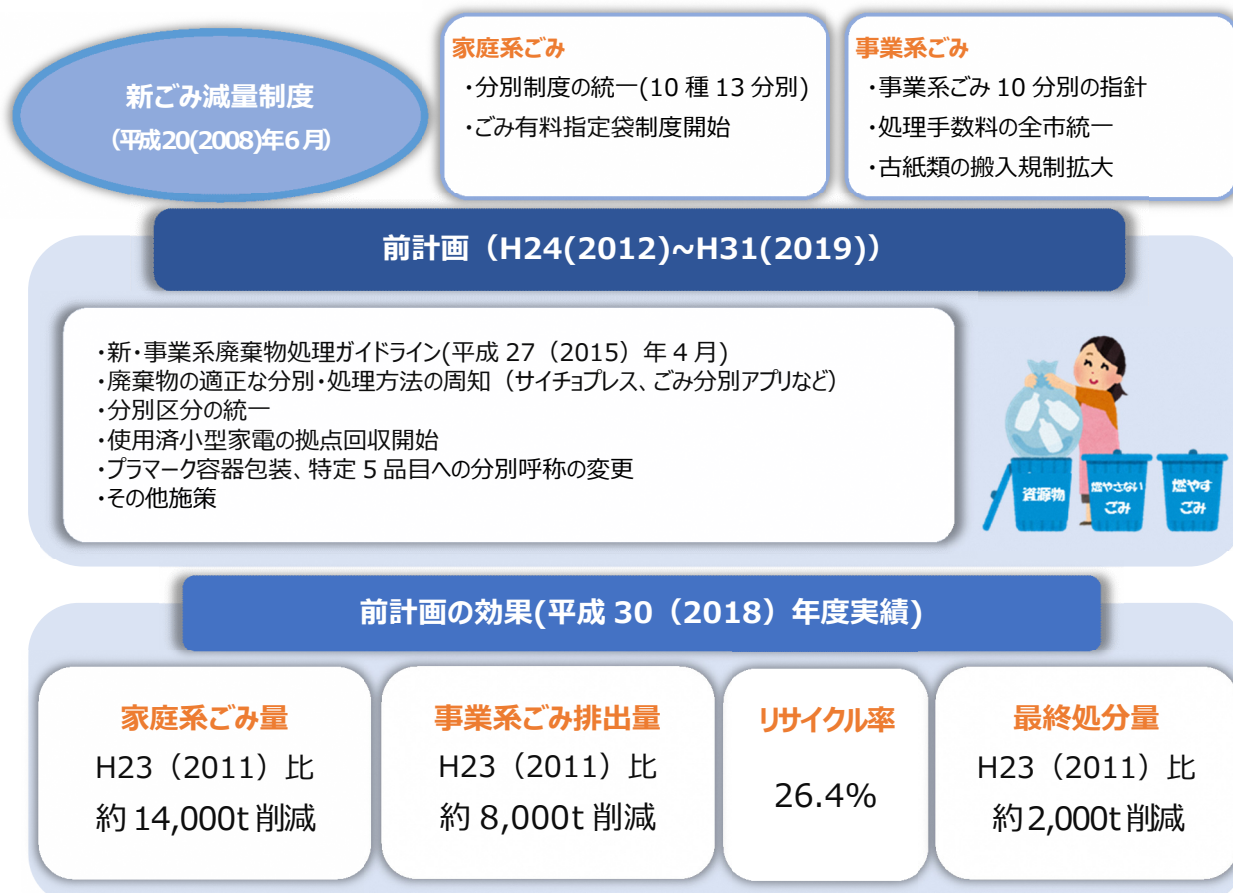 新ごみ減量制度
(平成20(2008)年6月)
家庭系ごみ
・分別制度の統一(10種13分別)
・ごみ有料指定袋制度開始
事業系ごみ
・事業系ごみ10分別の指針
・処理手数料の全市統一
・古紙類の搬入規制拡大
前計画（H24(2012)~H31(2019)）
・新・事業系廃棄物処理ガイドライン(平成27（2015）年4月)
・廃棄物の適正な分別・処理方法の周知（サイチョプレス、ごみ分別アプリなど）
・分別区分の統一
・使用済小型家電の拠点回収開始
・プラマーク容器包装、特定5品目への分別呼称の変更
・その他施策
資源物
燃やさない
ごみ
燃やす
ごみ
前計画の効果(平成30（2018）年度実績)
家庭系ごみ量
H23（2011）比
約14,000t削減
事業系ごみ排出量
H23（2011）比
約8,000t削減
リサイクル率
26.4%
最終処分量
H23（2011）比
約2,000t削減